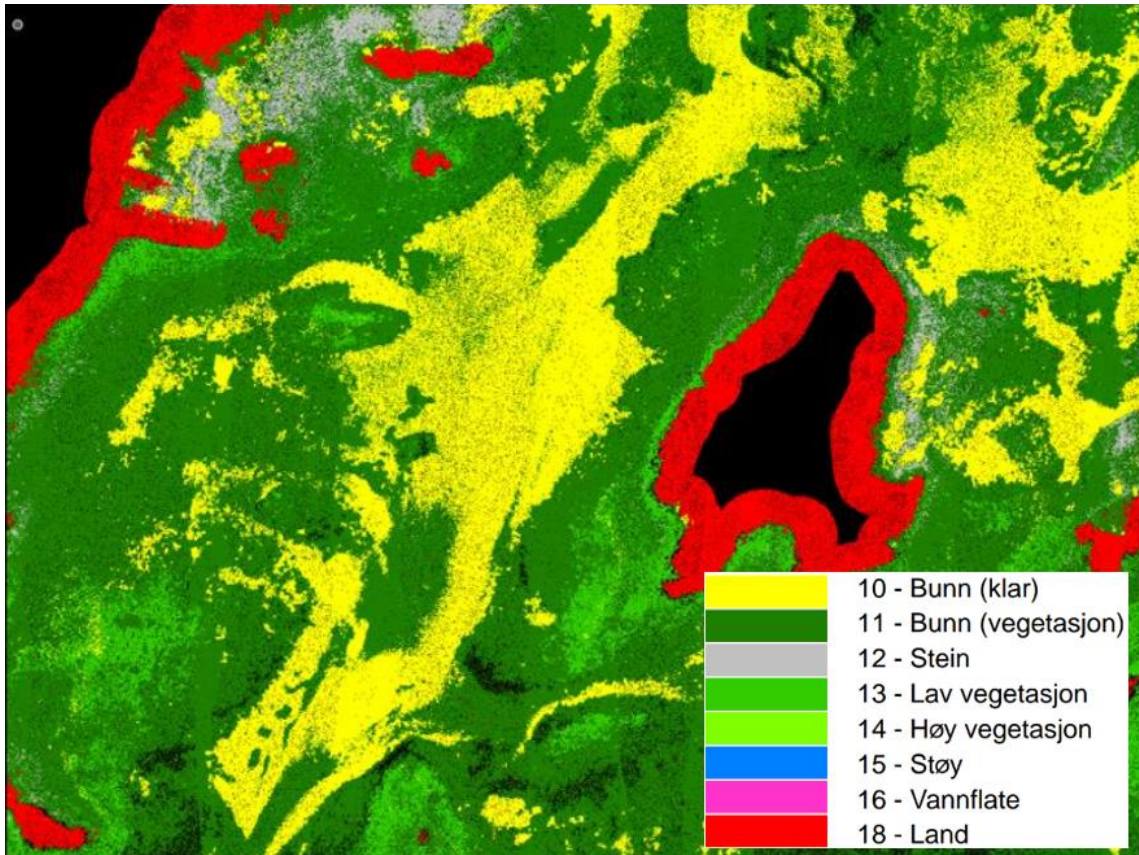 10 - Bunn (klar)
11 - Bunn (vegetasjon)
12 - Stein
13 - Lav vegetasjon
14 - Høy vegetasjon
15 - Støy
16 - Vannflate
18 - Land